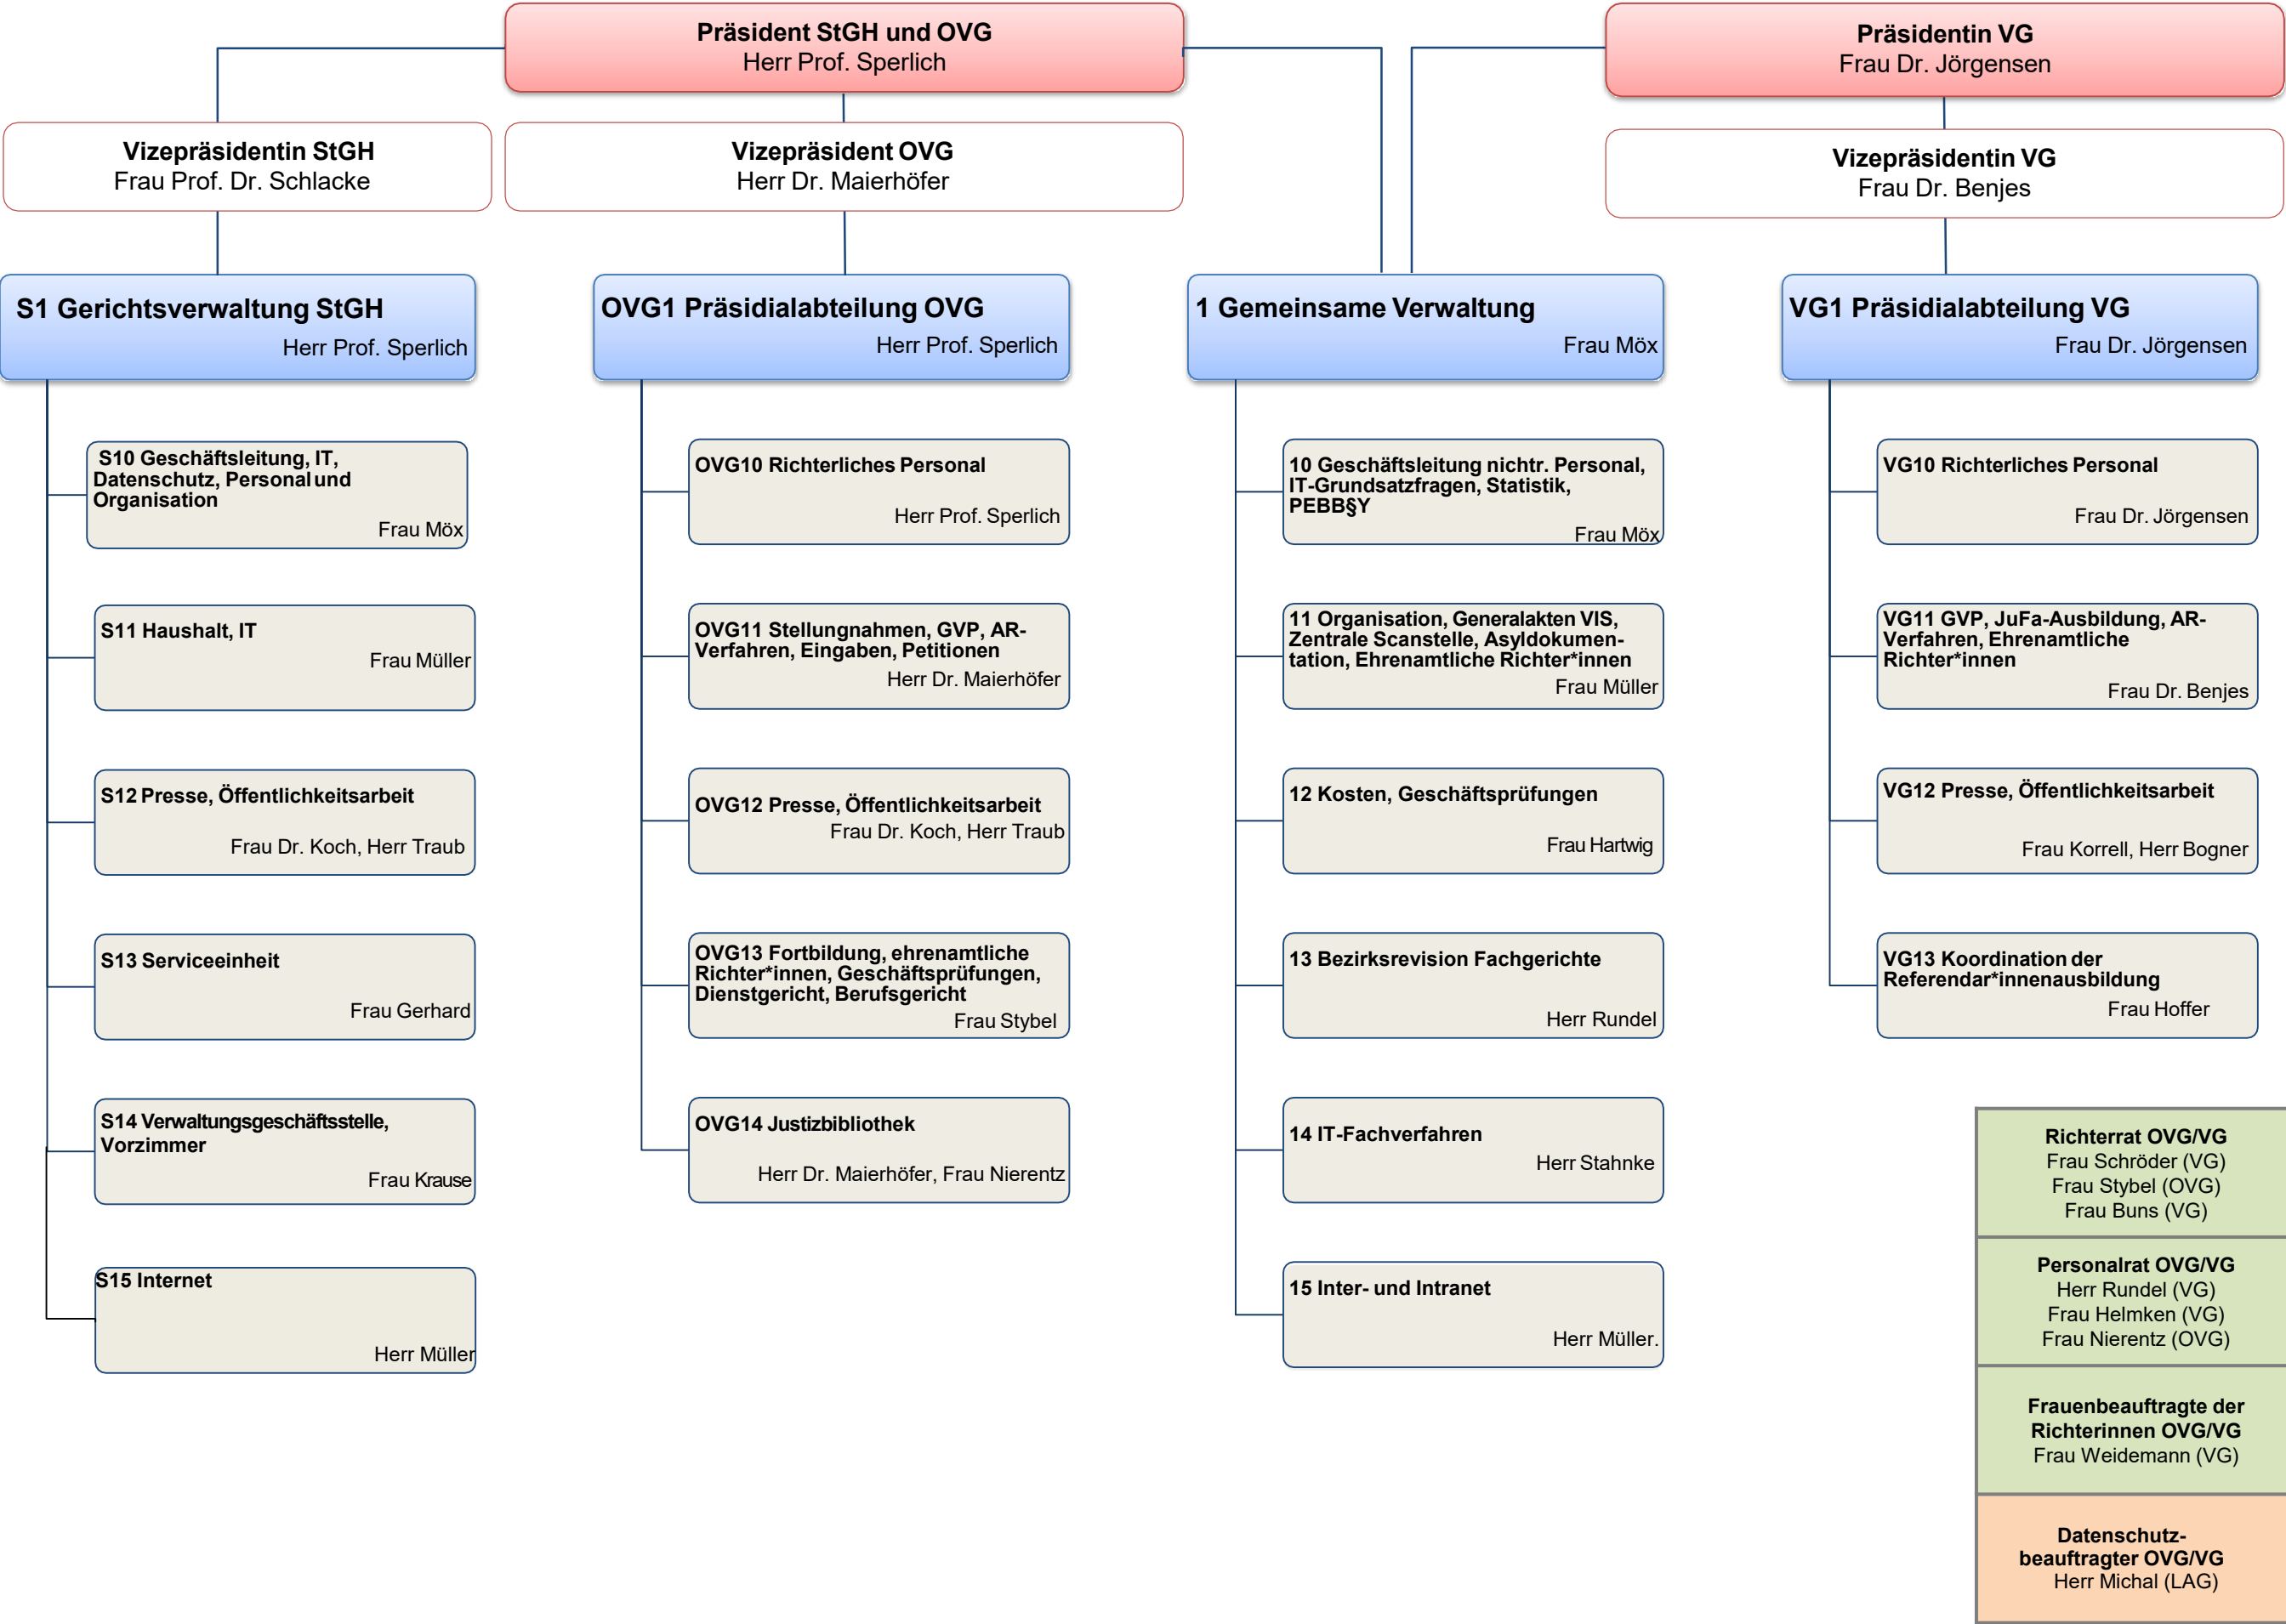 Präsident StGH und OVG
Herr Prof. Sperlich
Präsidentin VG
Frau Dr. Jörgensen
Vizepräsidentin StGH
Frau Prof. Dr. Schlacke
Vizepräsident OVG
Herr Dr. Maierhöfer
Vizepräsidentin VG
Frau Dr. Benjes
S1 Gerichtsverwaltung StGH
Herr Prof. Sperlich
OVG1 Präsidialabteilung OVG
Herr Prof. Sperlich
1 Gemeinsame Verwaltung
Frau Möx
VG1 Präsidialabteilung VG
Frau Dr. Jörgensen
S10 Geschäftsleitung, IT,
Datenschutz, Personal und
Organisation
Frau Möx
S11 Haushalt, IT
Frau Müller
S12 Presse, Öffentlichkeitsarbeit
Frau Dr. Koch, Herr Traub
S13 Serviceeinheit
Frau Gerhard
S14 Verwaltungsgeschäftsstelle,
Vorzimmer
Frau Krause
S15 Internet
Herr Müller
OVG10 Richterliches Personal
Herr Prof. Sperlich
OVG11 Stellungnahmen, GVP, AR-
Verfahren, Eingaben, Petitionen
Herr Dr. Maierhöfer
OVG12 Presse, Öffentlichkeitsarbeit
Frau Dr. Koch, Herr Traub
OVG13 Fortbildung, ehrenamtliche
Richter*innen, Geschäftsprüfungen,
Dienstgericht, Berufsgericht
Frau Stybel
OVG14 Justizbibliothek
Herr Dr. Maierhöfer, Frau Nierentz
10 Geschäftsleitung nichtr. Personal,
IT-Grundsatzfragen, Statistik,
PEBB§Y
Frau Möx
11 Organisation, Generalakten VIS,
Zentrale Scanstelle, Asyldokumen-
tation, Ehrenamtliche Richter*innen
Frau Müller
12 Kosten, Geschäftsprüfungen
Frau Hartwig
13 Bezirksrevision Fachgerichte
Herr Rundel
14 IT-Fachverfahren
Herr Stahnke
15 Inter- und Intranet
Herr Müller.
VG10 Richterliches Personal
Frau Dr. Jörgensen
VG11 GVP, JuFa-Ausbildung, AR-
Verfahren, Ehrenamtliche
Richter*innen
Frau Dr. Benjes
VG12 Presse, Öffentlichkeitsarbeit
Frau Korrell, Herr Bogner
VG13 Koordination der
Referendar*innenausbildung
Frau Hoffer
Richterrat OVG/VG
Frau Schröder (VG)
Frau Stybel (OVG)
Frau Buns (VG)
Personalrat OVG/VG
Herr Rundel (VG)
Frau Helmken (VG)
Frau Nierentz (OVG)
Frauenbeauftragte der
Richterinnen OVG/VG
Frau Weidemann (VG)
Datenschutz-
beauftragter OVG/VG
Herr Michal (LAG)